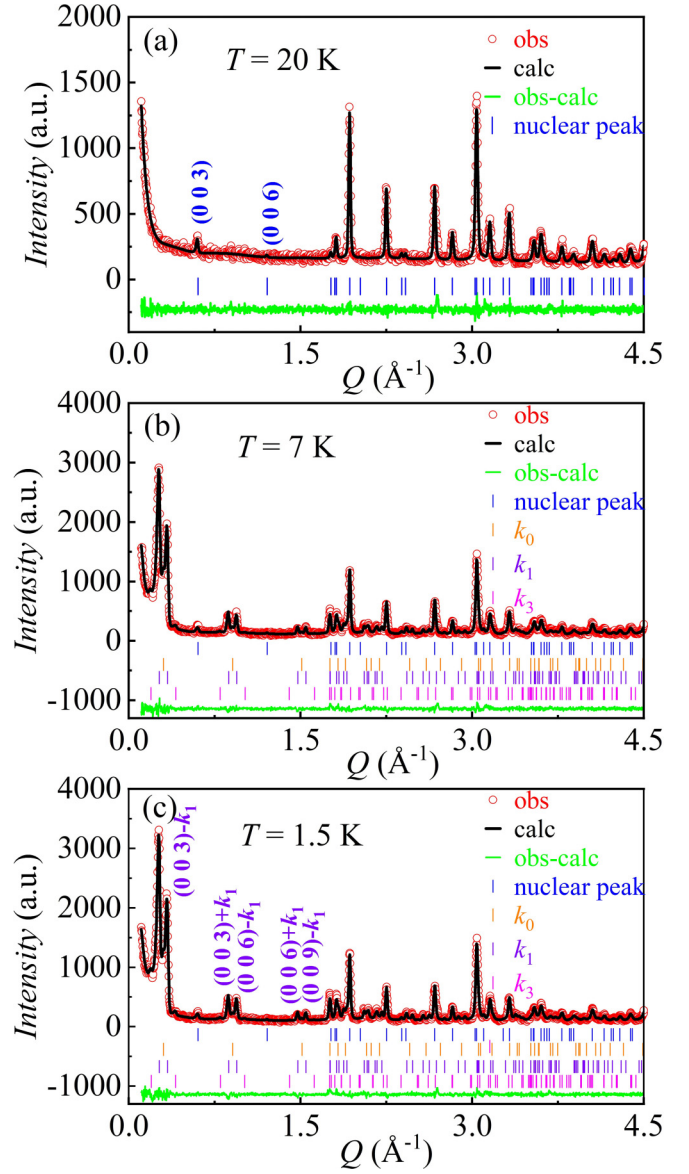 (a)
T = 20 K
obs
calc
obs-calc
nuclear peak
(0 0 3)
(0 0 6)
2000
1500
1000
500
0
Intensity (a.u.)
0.0 1.5 3.0 4.5
Q (Å⁻¹)
(b)
T = 7 K
obs
calc
obs-calc
nuclear peak
k₀
k₁
k₃
4000
3000
2000
1000
0
-1000
Intensity (a.u.)
0.0 1.5 3.0 4.5
Q (Å⁻¹)
(c)
T = 1.5 K
obs
calc
obs-calc
nuclear peak
k₀
k₁
k₃
(0 0 3)-k₁
(0 0 3)+k₁
(0 0 6)-k₁
(0 0 6)+k₁
(0 0 9)-k₁
4000
3000
2000
1000
0
-1000
Intensity (a.u.)
0.0 1.5 3.0 4.5
Q (Å⁻¹)